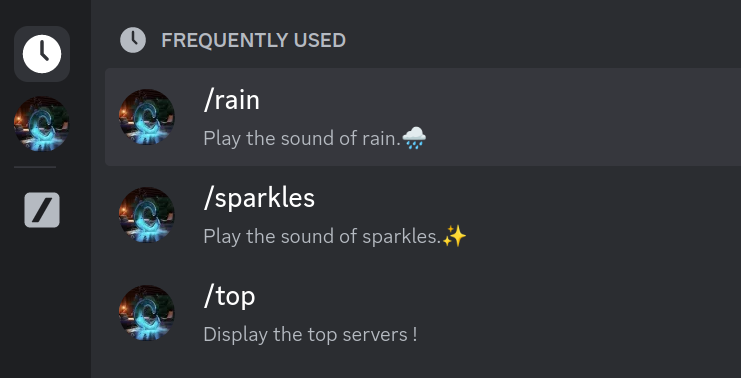 FREQUENTLY USED
/rain
Play the sound of rain.🌧️
/sparkles
Play the sound of sparkles.✨
/top
Display the top servers !